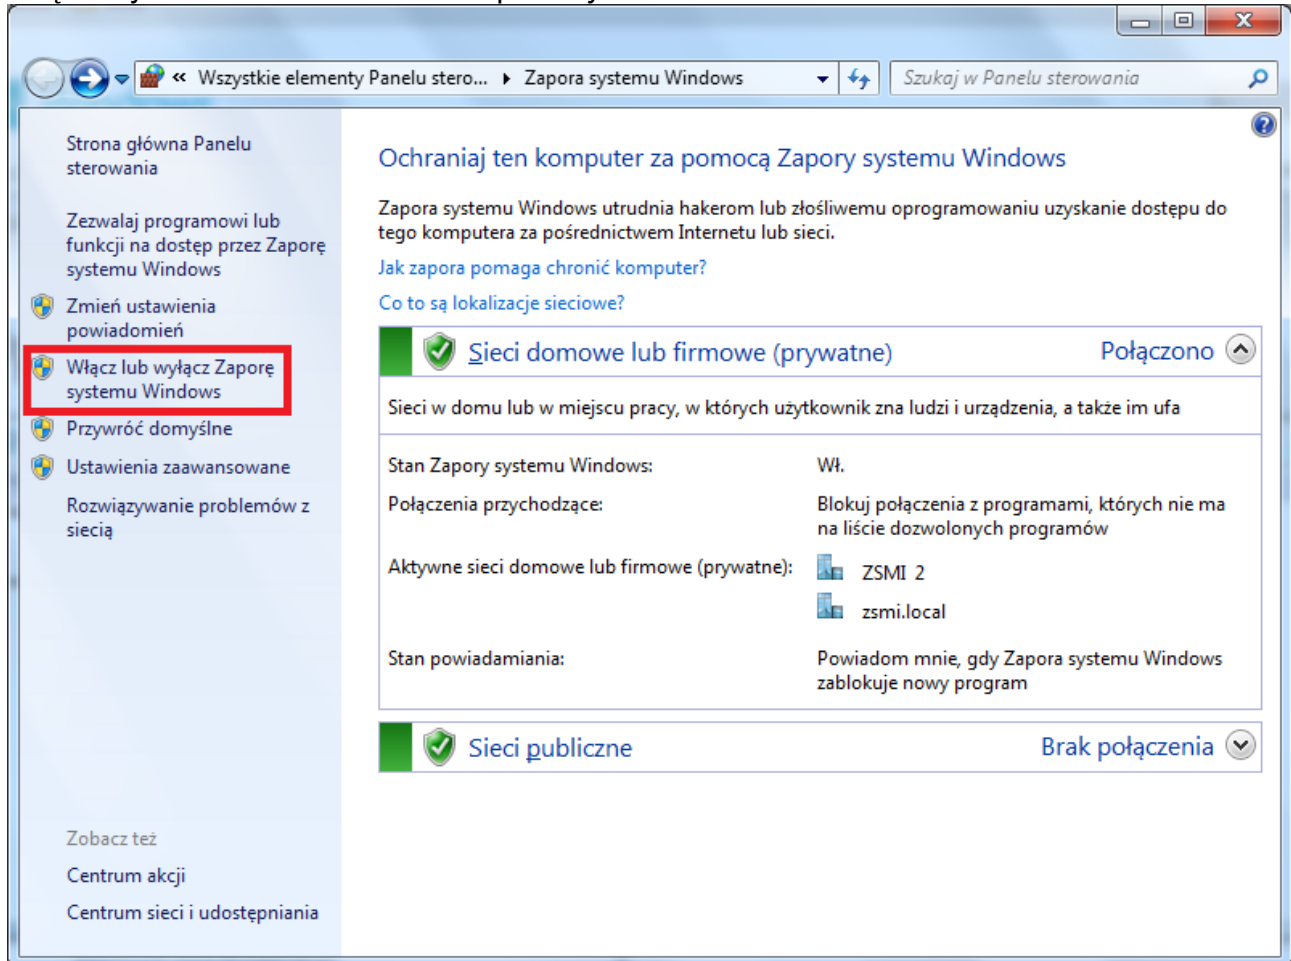 « Wszystkie elementy Panelu stero... ▸ Zapora systemu Windows
Szukaj w Panelu sterowania
Strona główna Panelu
sterowania
Zezwalaj programowi lub
funkcji na dostęp przez Zaporę
systemu Windows
Zmień ustawienia
powiadomień
Włącz lub wyłącz Zaporę
systemu Windows
Przywróć domyślne
Ustawienia zaawansowane
Rozwiązywanie problemów z
siecią
Zobacz też
Centrum akcji
Centrum sieci i udostępniania
Ochraniaj ten komputer za pomocą Zapory systemu Windows
Zapora systemu Windows utrudnia hakerom lub złośliwemu oprogramowaniu uzyskanie dostępu do
tego komputera za pośrednictwem Internetu lub sieci.
Jak zapora pomaga chronić komputer?
Co to są lokalizacje sieciowe?
Sieci domowe lub firmowe (prywatne) Połączono
Sieci w domu lub w miejscu pracy, w których użytkownik zna ludzi i urządzenia, a także im ufa
Stan Zapory systemu Windows: Wł.
Połączenia przychodzące: Blokuj połączenia z programami, których nie ma
na liście dozwolonych programów
Aktywne sieci domowe lub firmowe (prywatne): ZSMI 2
zsmi.local
Stan powiadamiania: Powiadom mnie, gdy Zapora systemu Windows
zablokuje nowy program
Sieci publiczne Brak połączenia